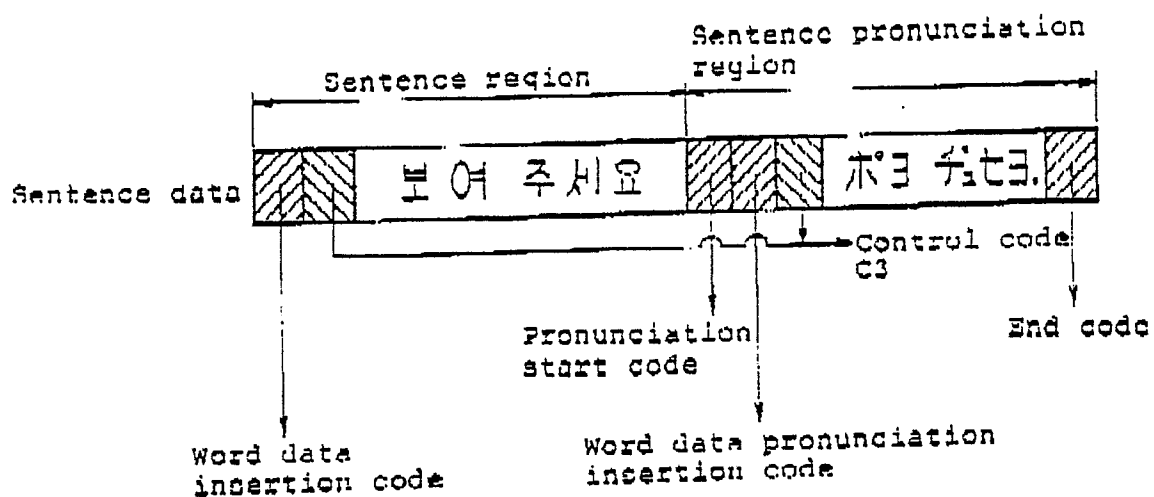 Sentence pronunciation
region
Sentence region
Sentence data
보여 주세요
ポヨ ヂュセヨ.
Control code
C3
Pronunciation
start code
End code
Word data
insertion code
Word data pronunciation
insertion code